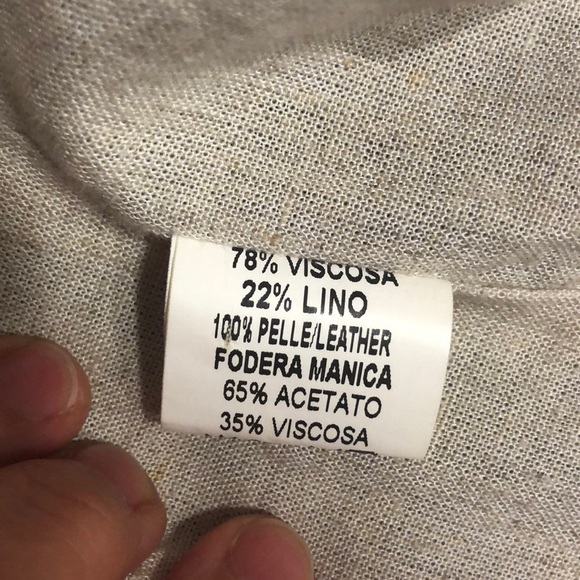 78% VISCOSA
22% LINO
100% PELLE/LEATHER
FODERA MANICA
65% ACETATO
35% VISCOSA